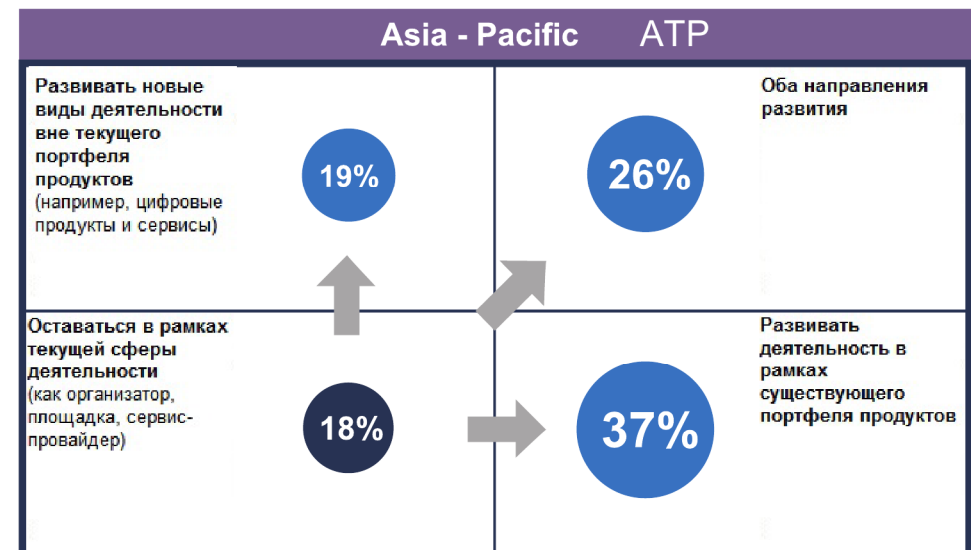 Asia - Pacific АТР
Развивать новые
виды деятельности
вне текущего
портфеля
продуктов
(например, цифровые
продукты и сервисы)
19%
26%
Оба направления
развития
Оставаться в рамках
текущей сферы
деятельности
(как организатор,
площадка, сервис-
провайдер)
18%
37%
Развивать
деятельность в
рамках
существующего
портфеля продуктов